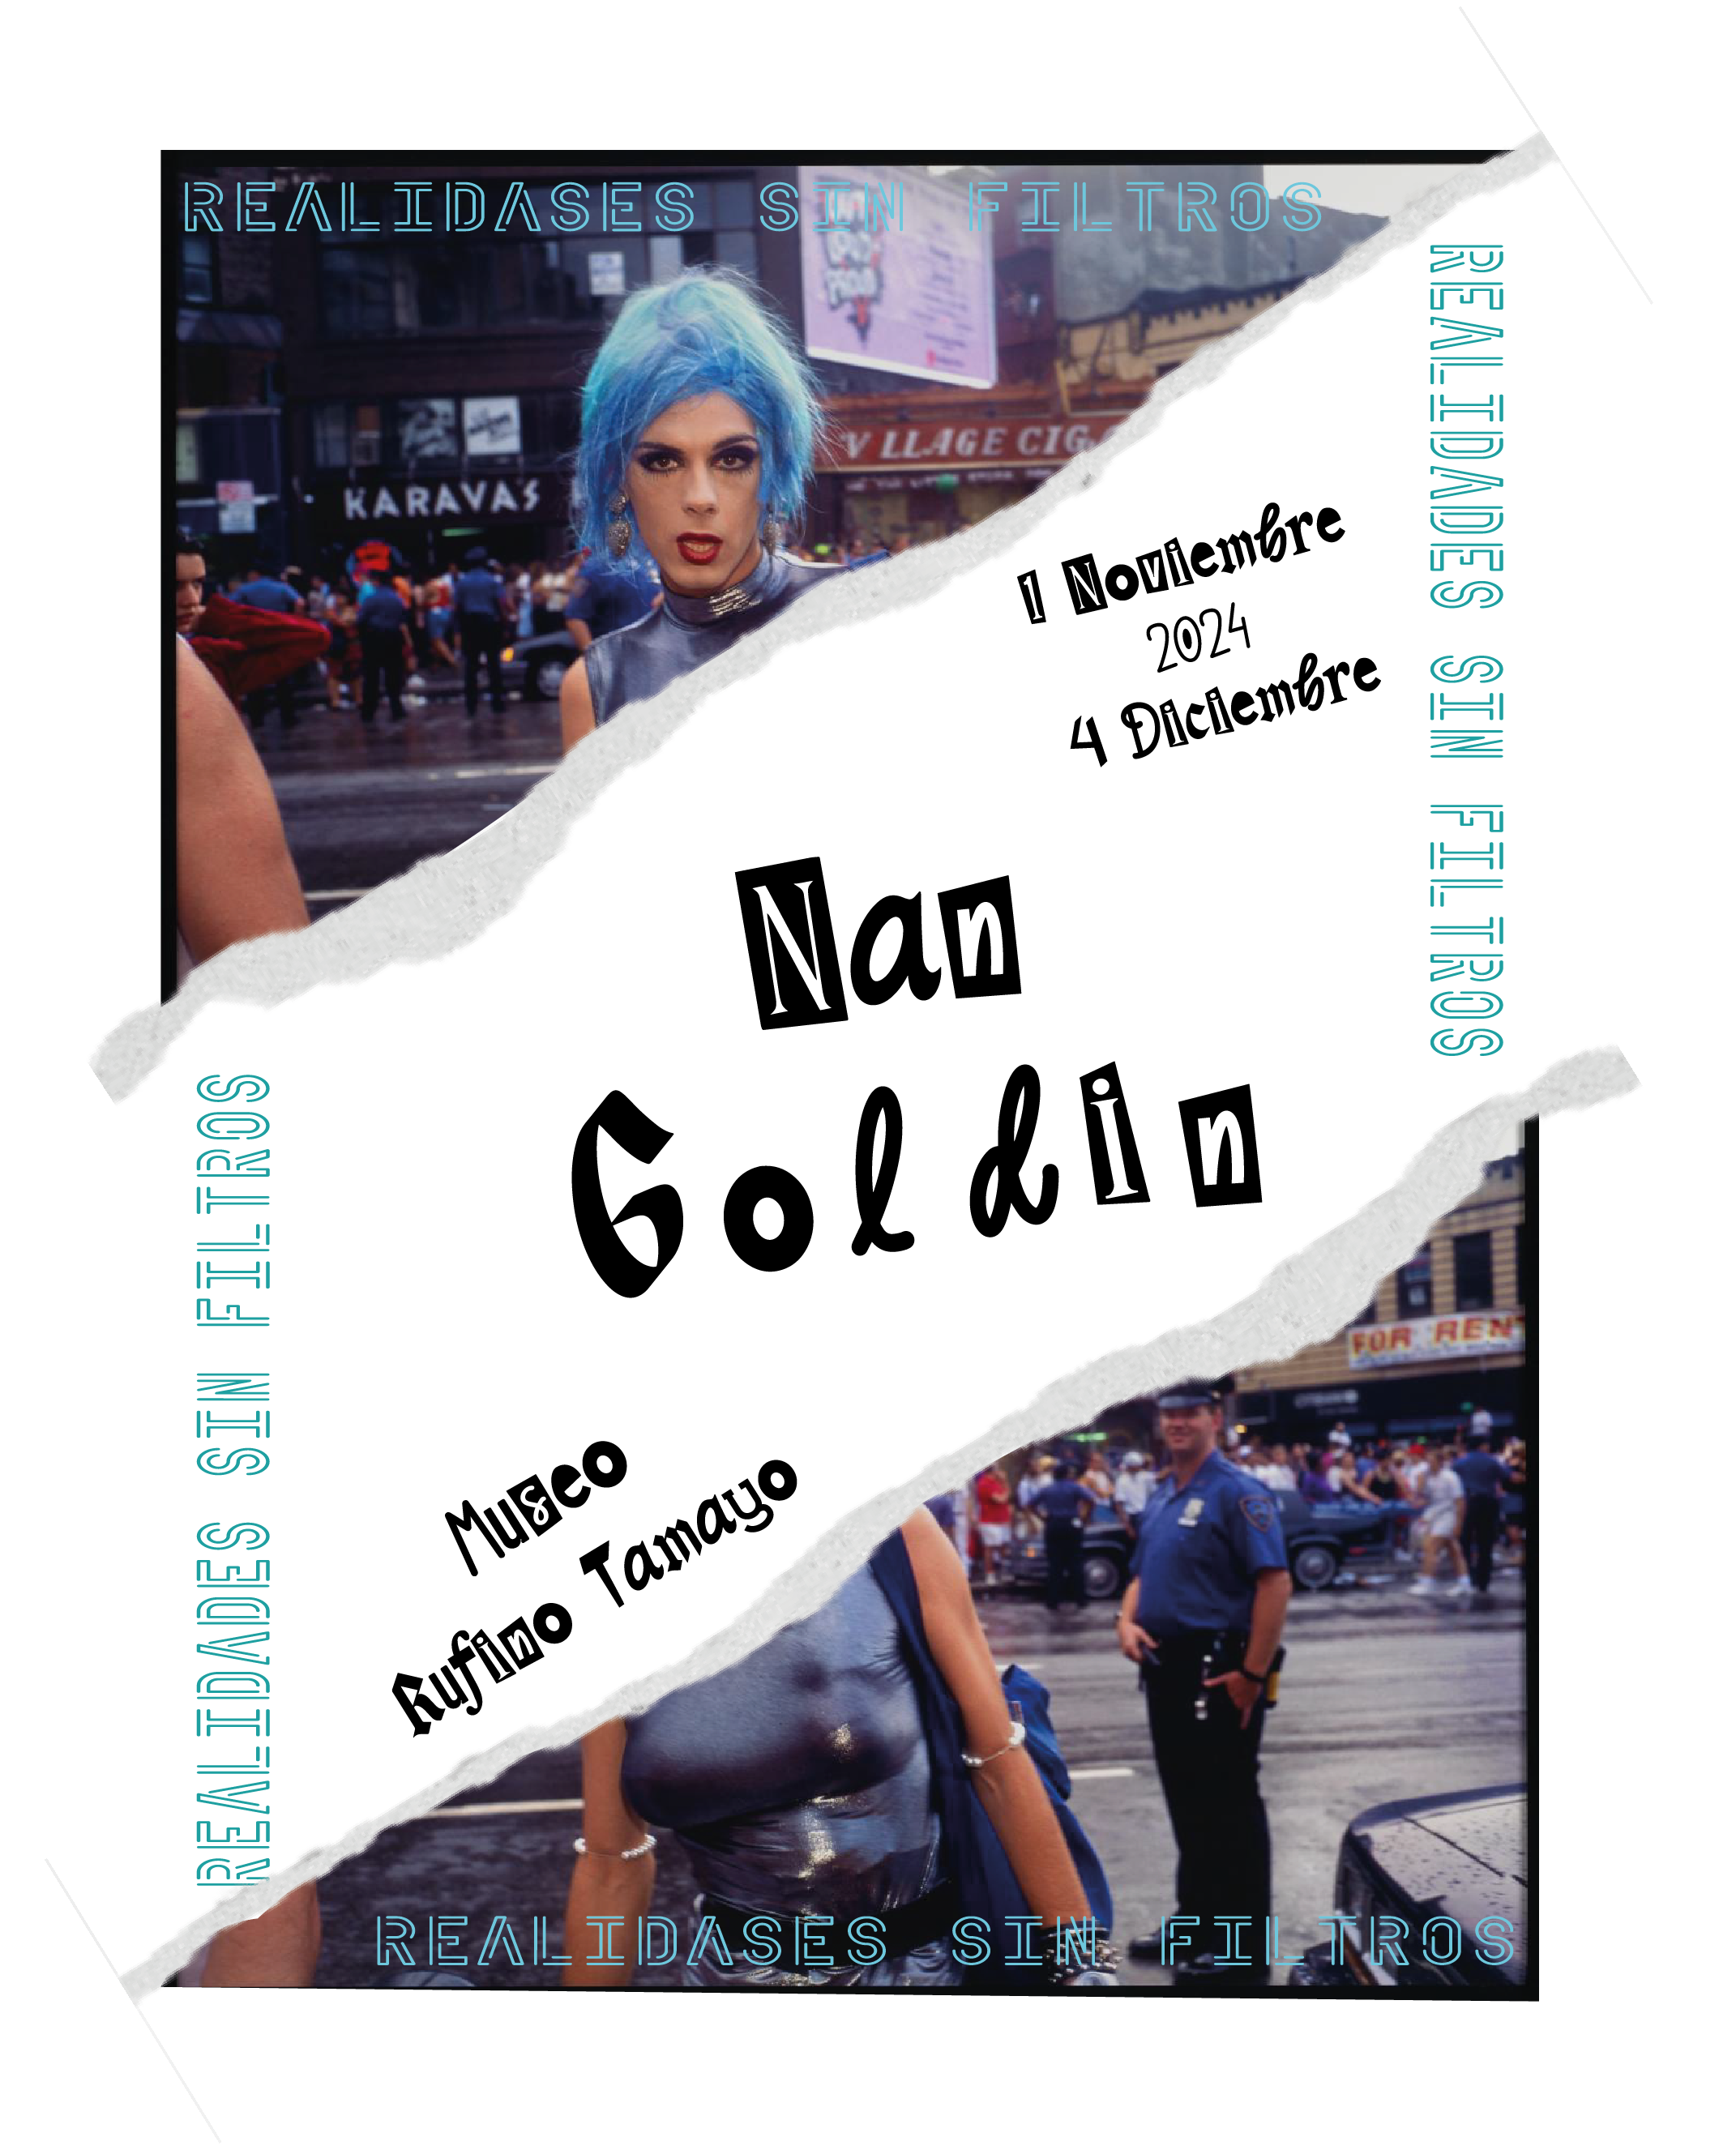 REALIDASES SIN FILTROS
REALIDADES SIN FILTROS
KARAVAS
V LLAGE CIG
1 Noviembre
2024
4 Diciembre
Nan
Goldin
Museo
Rufino Tamayo
REALIDADES SIN FILTROS
FOR RENT
REALIDASES SIN FILTROS